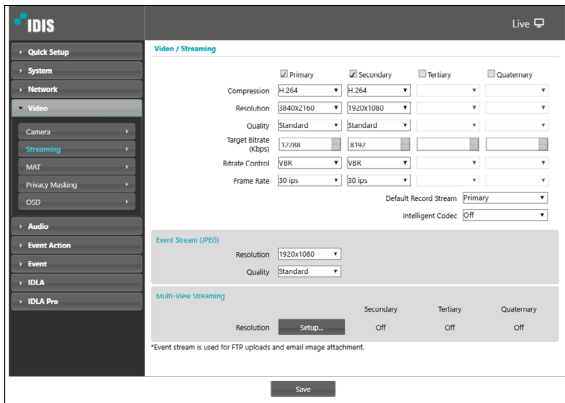 IDIS
Live
Quick Setup
System
Network
Video
Camera
Streaming
MAT
Privacy Masking
OSD
Audio
Event Action
Event
IDLA
IDLA Pro
Video / Streaming
Primary Secondary Tertiary Quaternary
Compression H.264 H.264
Resolution 3840x2160 1920x1080
Quality Standard Standard
Target Bitrate
(Kbps) 12288 8192
Bitrate Control VBR VBR
Frame Rate 30 ips 30 ips
Default Record Stream Primary
Intelligent Codec Off
Event Stream (JPEG)
Resolution 1920x1080
Quality Standard
Multi-View Streaming
Secondary Tertiary Quaternary
Resolution Setup... Off Off Off
*Event stream is used for FTP uploads and email image attachment.
Save